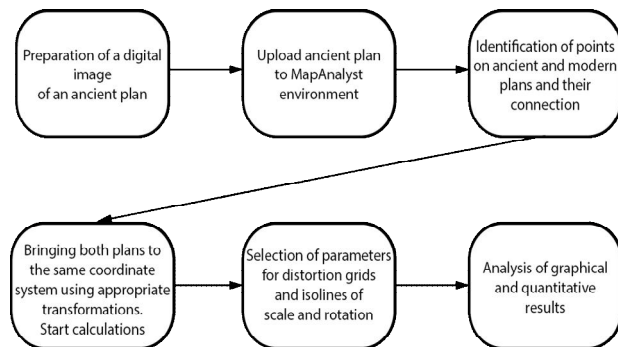 Preparation of a digital
image
of an ancient plan
Upload ancient plan
to MapAnalyst
environment
Identification of points
on ancient and modern
plans and their
connection
Bringing both plans to
the same coordinate
system using appropriate
transformations.
Start calculations
Selection of parameters
for distortion grids
and isolines of
scale and rotation
Analysis of graphical
and quantitative
results